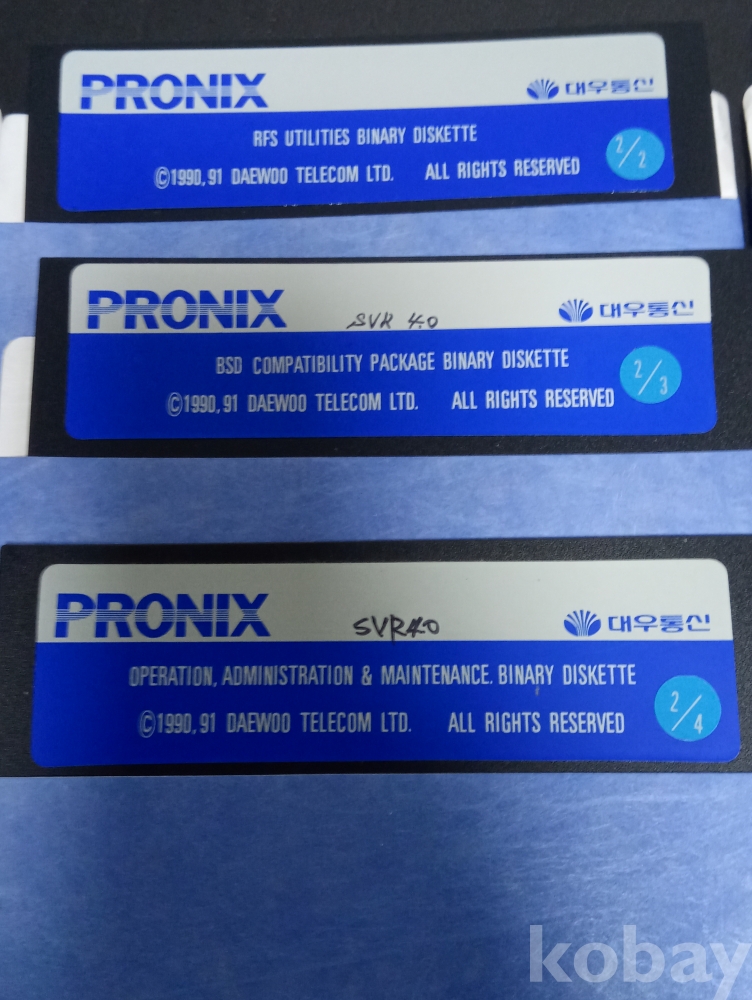 PRONIX 대우통신
RFS UTILITIES BINARY DISKETTE
2/2
©1990,91 DAEWOO TELECOM LTD. ALL RIGHTS RESERVED
PRONIX SVR 4.0 대우통신
BSD COMPATIBILITY PACKAGE BINARY DISKETTE
2/3
©1990,91 DAEWOO TELECOM LTD. ALL RIGHTS RESERVED
PRONIX SVR4.0 대우통신
OPERATION, ADMINISTRATION & MAINTENANCE. BINARY DISKETTE
2/4
©1990,91 DAEWOO TELECOM LTD. ALL RIGHTS RESERVED
kobay